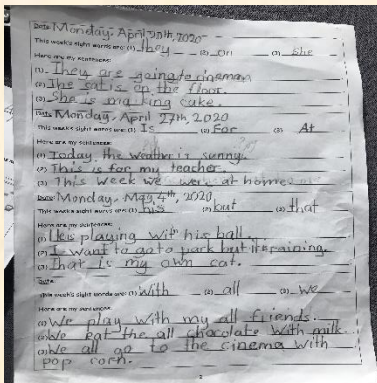 Date: Monday. April 20th, 2020
This week's sight words are: (1) they (2) on (3) she
Here are my sentences:
(1) They are going to cineman
(2) The sat is on the floor.
(3) She is making cake.
Date: Monday. April 27th, 2020
This week's sight words are: (1) Is (2) For (3) At
Here are my sentences:
(1) Today. the weather is sunny.
(2) This is for my teacher.
(3) This week we were at home
Date: Monday. May 4th, 2020
This week's sight words are: (1) his (2) but (3) that
Here are my sentences:
(1) He is playing with his ball.
(2) I want to go to park but it raining.
(3) That is my own cat.
Date:
This week's sight words are: (1) with (2) all (3) we
Here are my sentences:
(1) We play with my all friends.
(2) We eat the all chocolate with milk.
(3) We all go to the cinema with
pop corn.